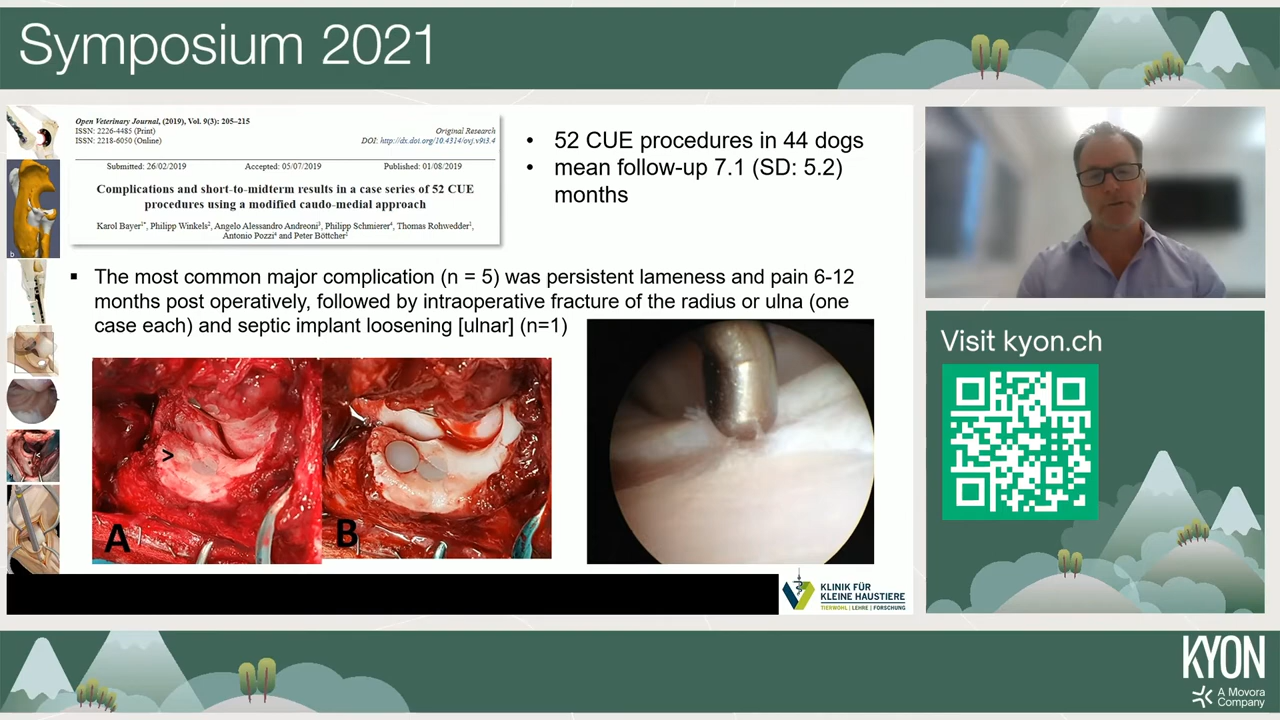 Symposium 2021
Open Veterinary Journal, (2019), Vol. 9(3): 205–215
ISSN: 2226-4485 (Print)
ISSN: 2218-6050 (Online)
Original Research
DOI: http://dx.doi.org/10.4314/ovj.v9i3.4
Submitted: 26/02/2019 Accepted: 05/07/2019 Published: 01/08/2019
Complications and short-to-midterm results in a case series of 52 CUE
procedures using a modified caudo-medial approach
Karol Bayer, Philipp Winkels, Angelo Alessandro Andreoni, Philipp Schmierer, Thomas Rohwedder,
Antonio Pozzi and Peter Böttcher
• 52 CUE procedures in 44 dogs
• mean follow-up 7.1 (SD: 5.2)
months
▪ The most common major complication (n = 5) was persistent lameness and pain 6-12
months post operatively, followed by intraoperative fracture of the radius or ulna (one
case each) and septic implant loosening [ulnar] (n=1)
>
A
B
b
KLINIK FÜR
KLEINE HAUSTIERE
TIERWOHL | LEHRE | FORSCHUNG
Visit kyon.ch
KYON
A Movora
Company